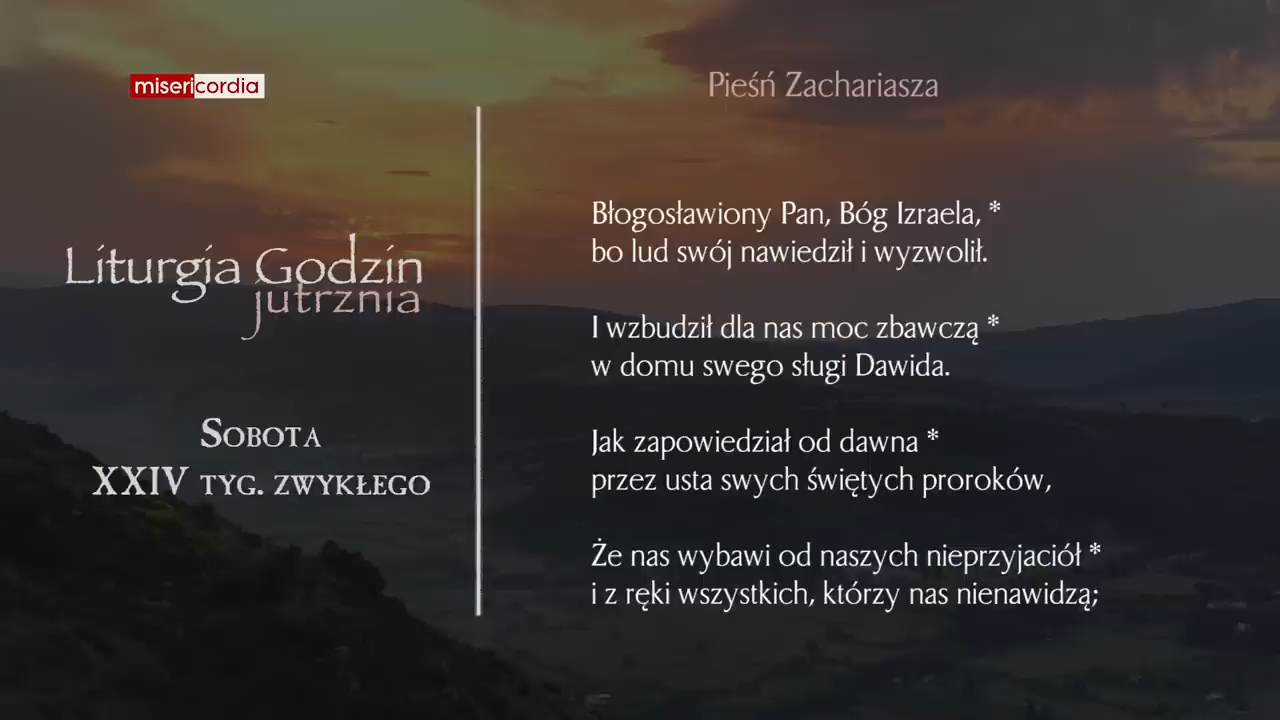 misericordia
Liturgia Godzin
jutrznia
Sobota
XXIV tyg. zwykłego
Pieśń Zachariasza
Błogosławiony Pan, Bóg Izraela, *
bo lud swój nawiedził i wyzwolił.
I wzbudził dla nas moc zbawczą *
w domu swego sługi Dawida.
Jak zapowiedział od dawna *
przez usta swych świętych proroków,
Że nas wybawi od naszych nieprzyjaciół *
i z ręki wszystkich, którzy nas nienawidzą;